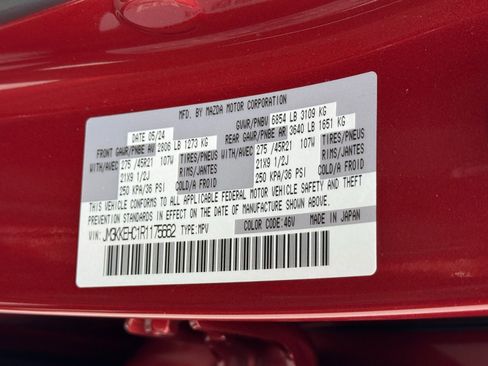 MFD. BY MAZDA MOTOR CORPORATION
DATE 05/24 GVWR/PNBV 6854 LB 3109 KG
FRONT GAWR/PNBE AV 2806 LB 1273 KG REAR GAWR/PNBE AR 3640 LB 1651 KG
WITH/AVEC 275 /45R21 107W TIRES/PNEUS WITH/AVEC 275 /45R21 107W TIRES/PNEUS
21X9 1/2J RIMS/JANTES 21X9 1/2J RIMS/JANTES
250 KPA/36 PSI COLD/A FROID 250 KPA/36 PSI COLD/A FROID
THIS VEHICLE CONFORMS TO ALL APPLICABLE FEDERAL MOTOR VEHICLE SAFETY AND THEFT
PREVENTION STANDARDS IN EFFECT ON THE DATE OF MANUFACTURE SHOWN ABOVE.
VIN: JM3KKEHC1R1175662 TYPE:MPV COLOR CODE:46V MADE IN JAPAN